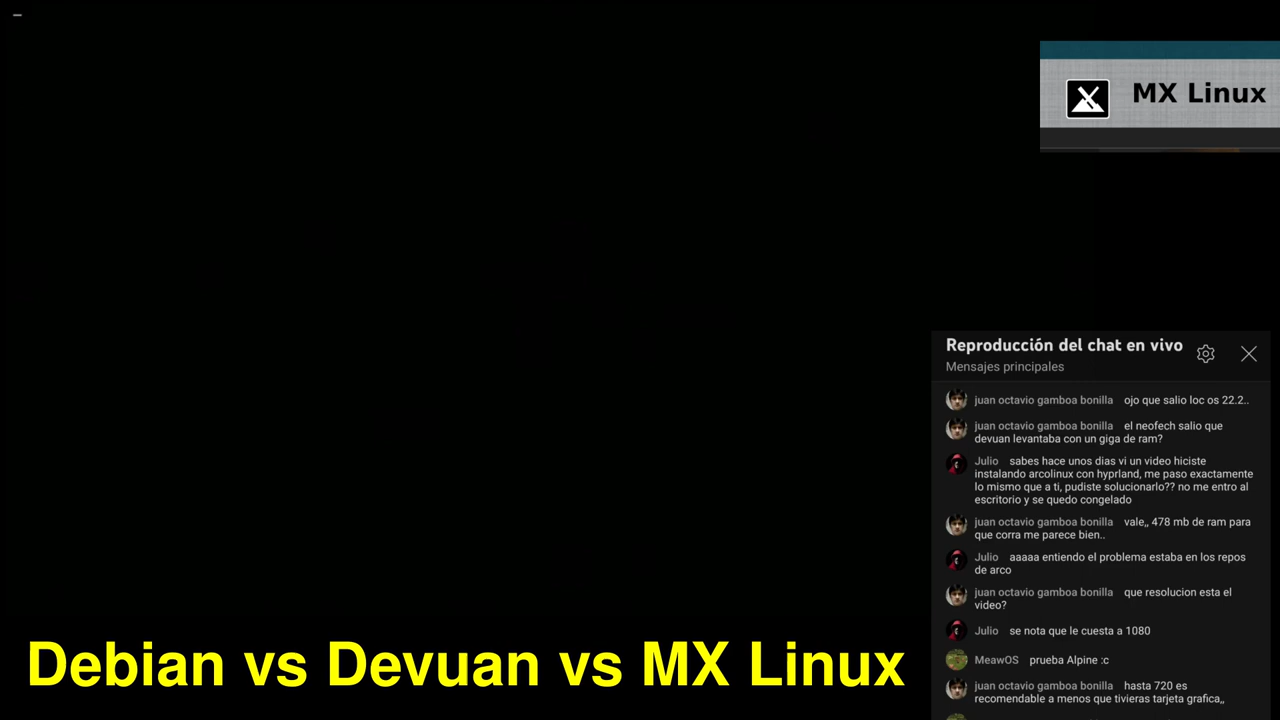 MX Linux
Reproducción del chat en vivo
Mensajes principales
juan octavio gamboa bonilla ojo que salio loc os 22.2..
juan octavio gamboa bonilla el neofech salio que
devuan levantaba con un giga de ram?
Julio sabes hace unos dias vi un video hiciste
instalando arcolinux con hyprland, me paso exactamente
lo mismo que a ti, pudiste solucionarlo?? no me entro al
escritorio y se quedo congelado
juan octavio gamboa bonilla vale,, 478 mb de ram para
que corra me parece bien..
Julio aaaaa entiendo el problema estaba en los repos
de arco
juan octavio gamboa bonilla que resolucion esta el
video?
Julio se nota que le cuesta a 1080
MeawOS prueba Alpine :c
juan octavio gamboa bonilla hasta 720 es
recomendable a menos que tivieras tarjeta grafica,,
Debian vs Devuan vs MX Linux